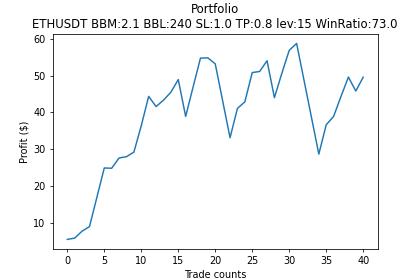 Portfolio
ETHUSDT BBM:2.1 BBL:240 SL:1.0 TP:0.8 lev:15 WinRatio:73.0
60
50
40
30
20
10
Profit ($)
0 5 10 15 20 25 30 35 40
Trade counts